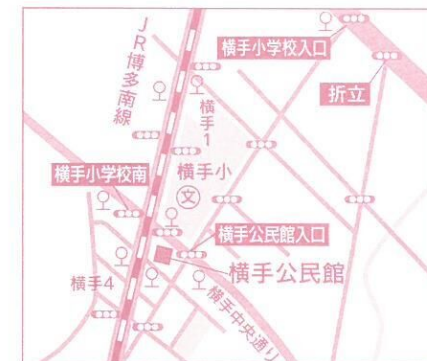 横手小学校入口
JR博多南線
折立
横手1
横手小学校南
横手小
文
横手公民館入口
横手公民館
横手4
横手中央通り